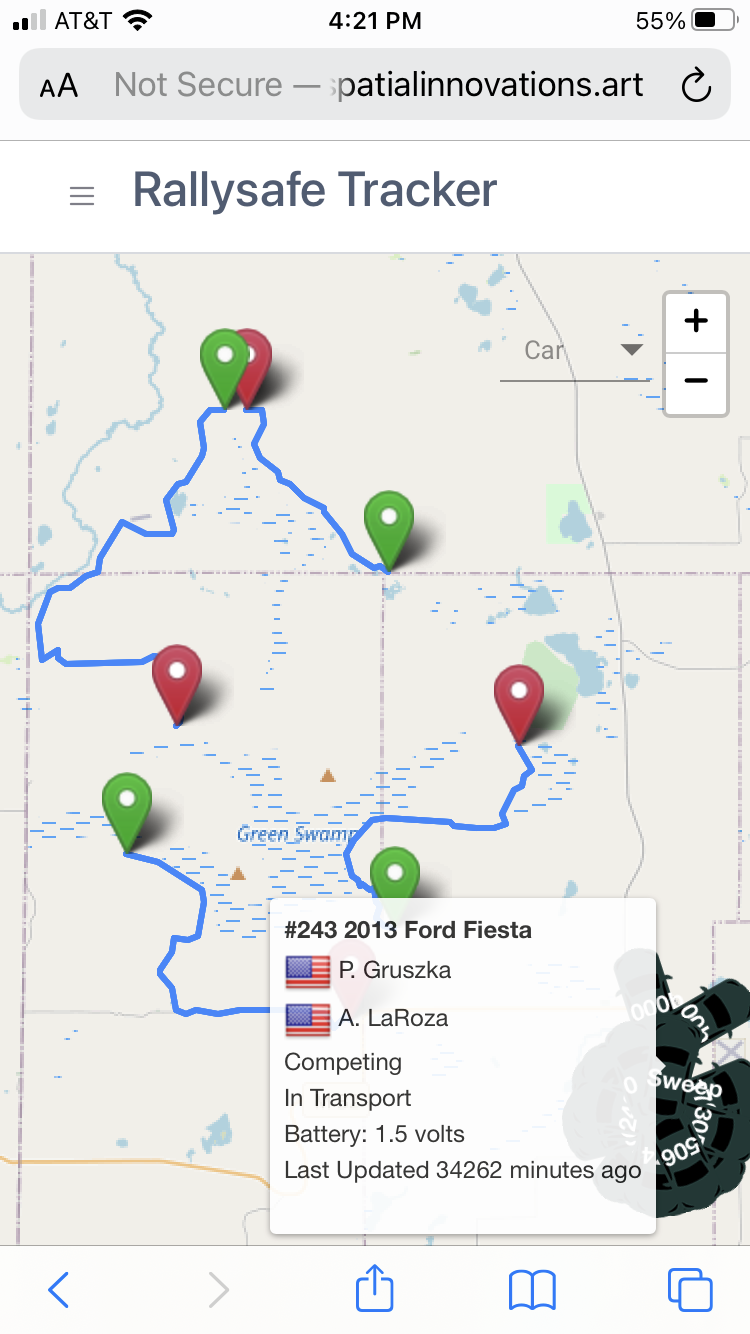 AT&T
4:21 PM
55%
AA
Not Secure — spatialinnovations.art
Rallysafe Tracker
Car
+
−
Green Swamp
#243 2013 Ford Fiesta
P. Gruszka
A. LaRoza
Competing
In Transport
Battery: 1.5 volts
Last Updated 34262 minutes ago
Sweep